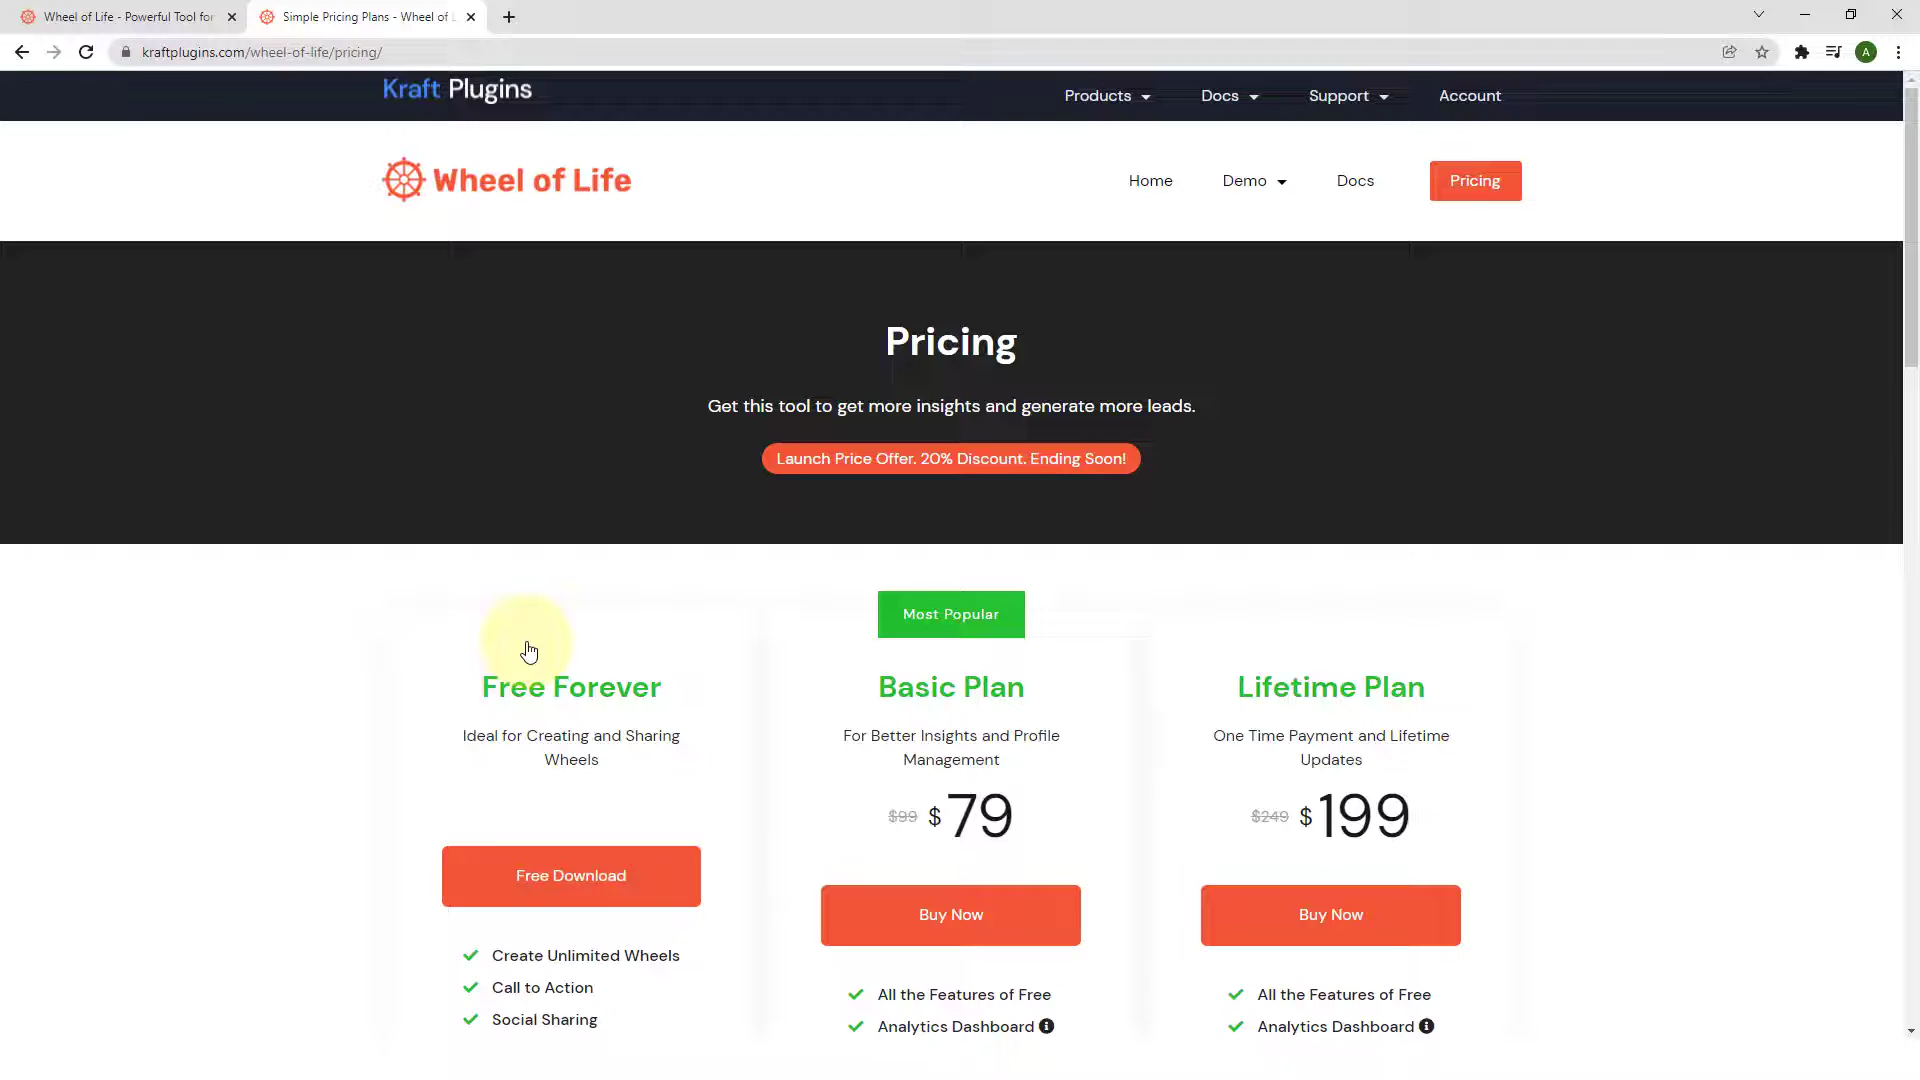 Wheel of Life - Powerful Tool for
Simple Pricing Plans - Wheel of L
kraftplugins.com/wheel-of-life/pricing/
A
Kraft Plugins
Products
Docs
Support
Account
Wheel of Life
Home
Demo
Docs
Pricing
Pricing
Get this tool to get more insights and generate more leads.
Launch Price Offer. 20% Discount. Ending Soon!
Most Popular
Free Forever
Ideal for Creating and Sharing
Wheels
Free Download
Create Unlimited Wheels
Call to Action
Social Sharing
Basic Plan
For Better Insights and Profile
Management
$99 $79
Buy Now
All the Features of Free
Analytics Dashboard
Lifetime Plan
One Time Payment and Lifetime
Updates
$249 $199
Buy Now
All the Features of Free
Analytics Dashboard